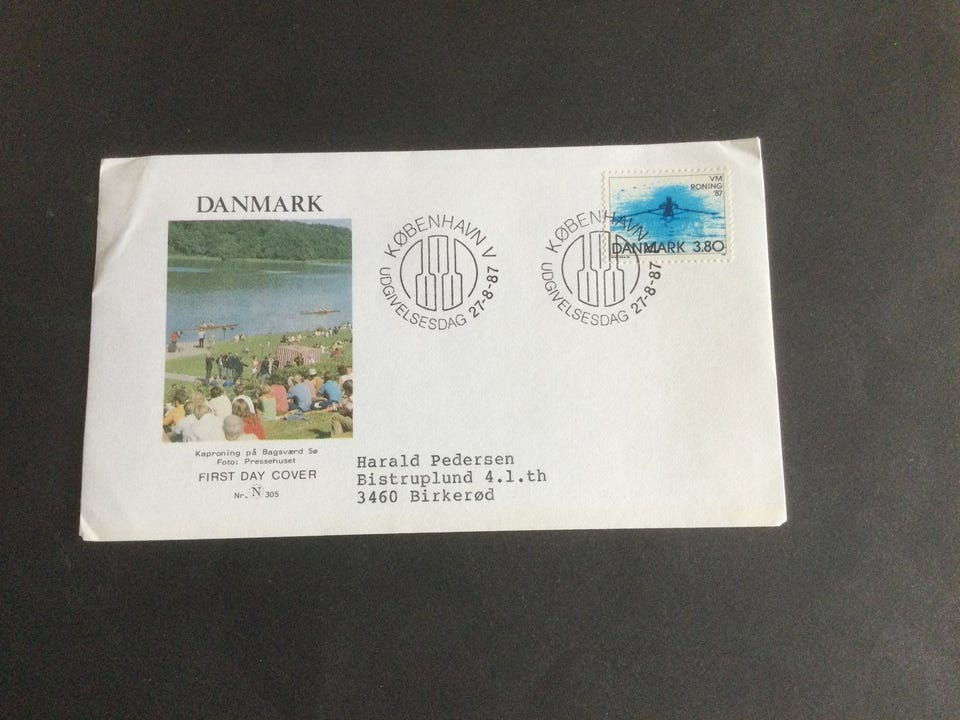 DANMARK
KØBENHAVN V
UDGIVELSESDAG 27-8-87
KØBENHAVN V
UDGIVELSESDAG 27-8-87
VM
RONING
'87
DANMARK 3.80
Kaproning på Bagsværd Sø
Foto: Pressehuset
FIRST DAY COVER
Nr. N 305
Harald Pedersen
Bistruplund 4.1.th
3460 Birkerød